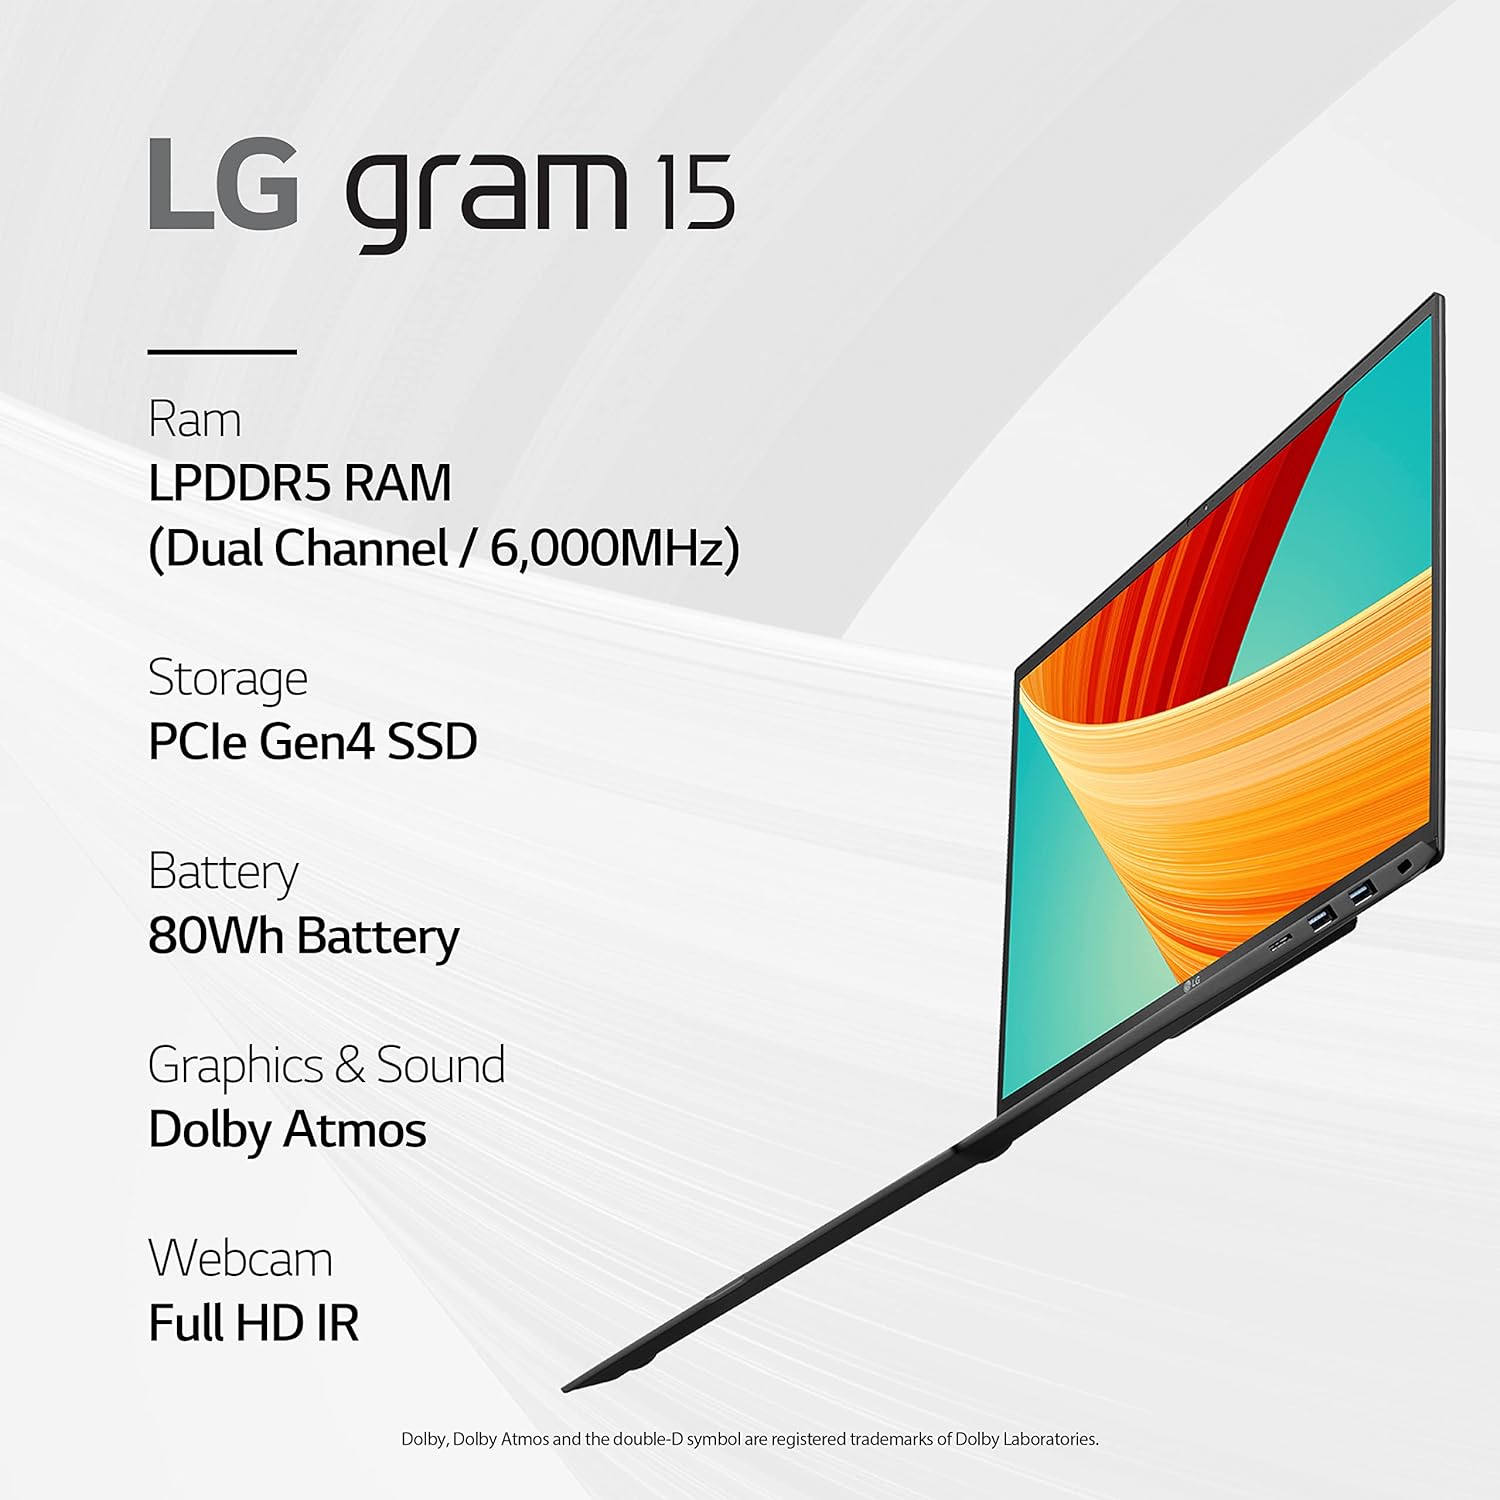 LG gram 15
Ram
LPDDR5 RAM
(Dual Channel / 6,000MHz)
Storage
PCIe Gen4 SSD
Battery
80Wh Battery
Graphics & Sound
Dolby Atmos
Webcam
Full HD IR
LG
Dolby, Dolby Atmos and the double-D symbol are registered trademarks of Dolby Laboratories.